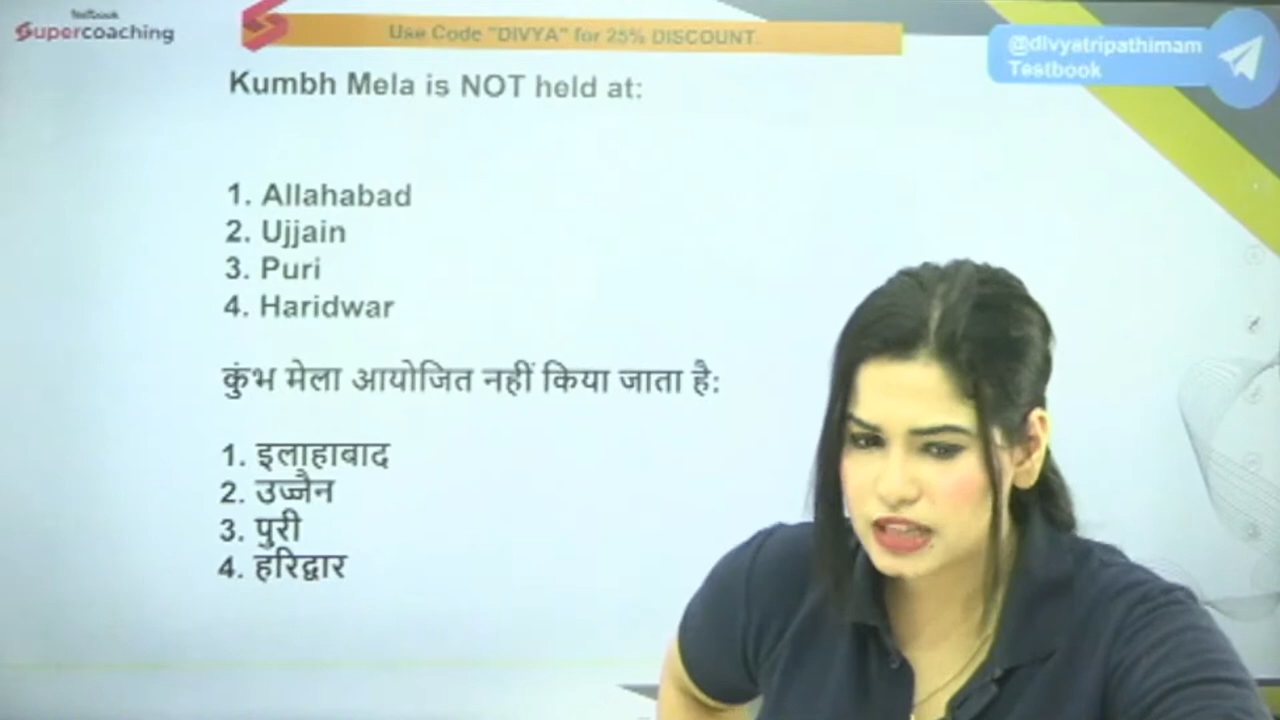 Testbook
Supercoaching
Use Code "DIVYA" for 25% DISCOUNT.
@divyatripathimam
Testbook
Kumbh Mela is NOT held at:
1. Allahabad
2. Ujjain
3. Puri
4. Haridwar
कुंभ मेला आयोजित नहीं किया जाता है:
1. इलाहाबाद
2. उज्जैन
3. पुरी
4. हरिद्वार